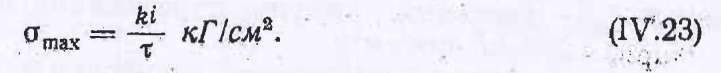 σmax = ki/τ кГ/см². (IV.23)